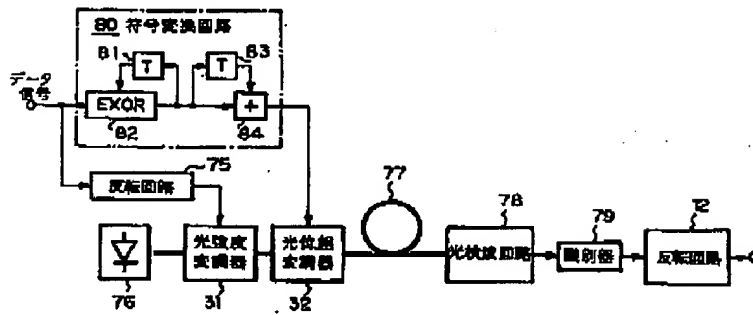 80 符号変換回路
81
T
T
83
データ
信号
EXOR
+
82
84
75
反転回路
77
78
79
12
光強度
変調器
光位相
変調器
光検波回路
識別器
反転回路
76
31
32